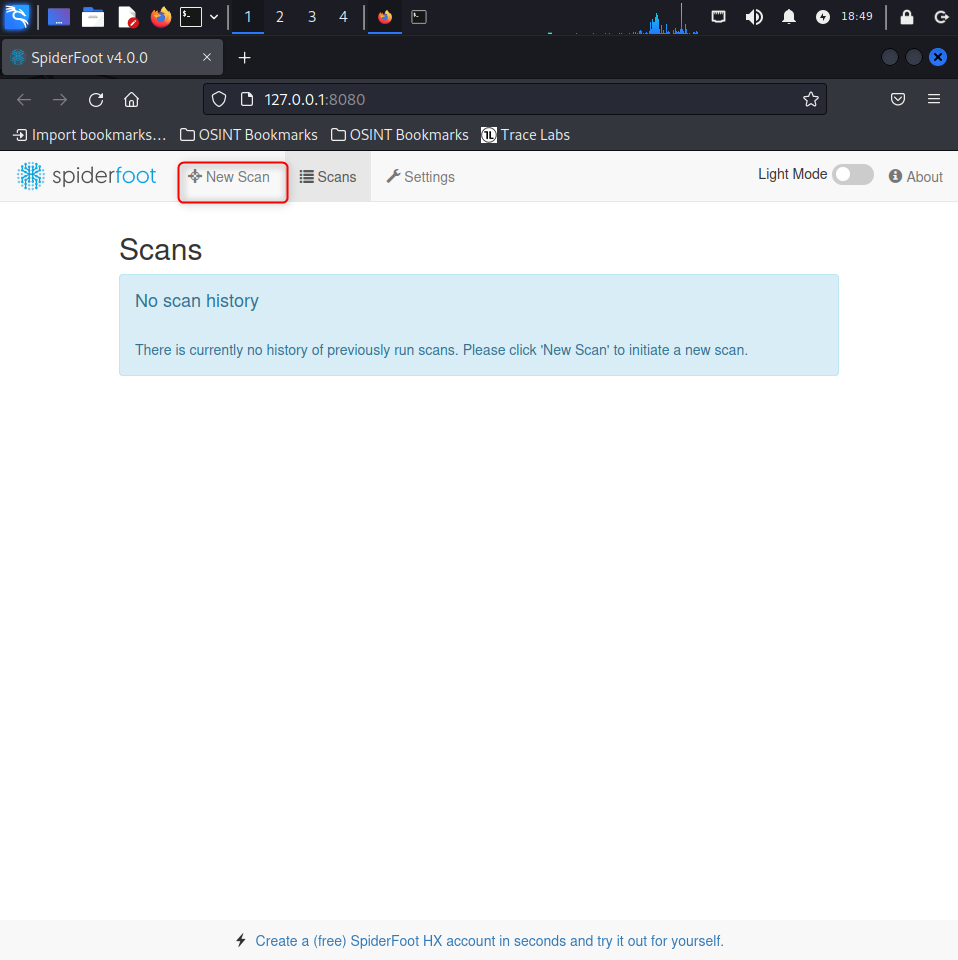 1 2 3 4 18:49
SpiderFoot v4.0.0
127.0.0.1:8080
Import bookmarks... OSINT Bookmarks OSINT Bookmarks Trace Labs
spiderfoot New Scan Scans Settings Light Mode About
Scans
No scan history
There is currently no history of previously run scans. Please click 'New Scan' to initiate a new scan.
Create a (free) SpiderFoot HX account in seconds and try it out for yourself.